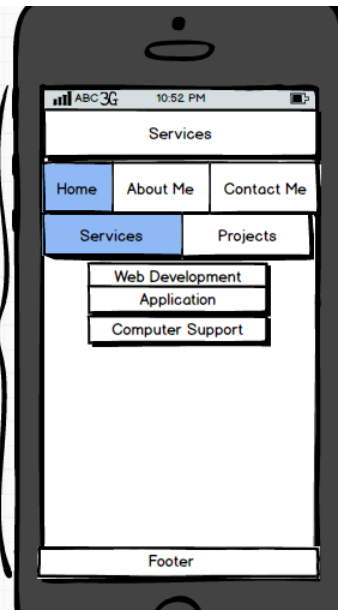 ABC 3G 10:52 PM
Services
Home About Me Contact Me
Services Projects
Web Development
Application
Computer Support
Footer